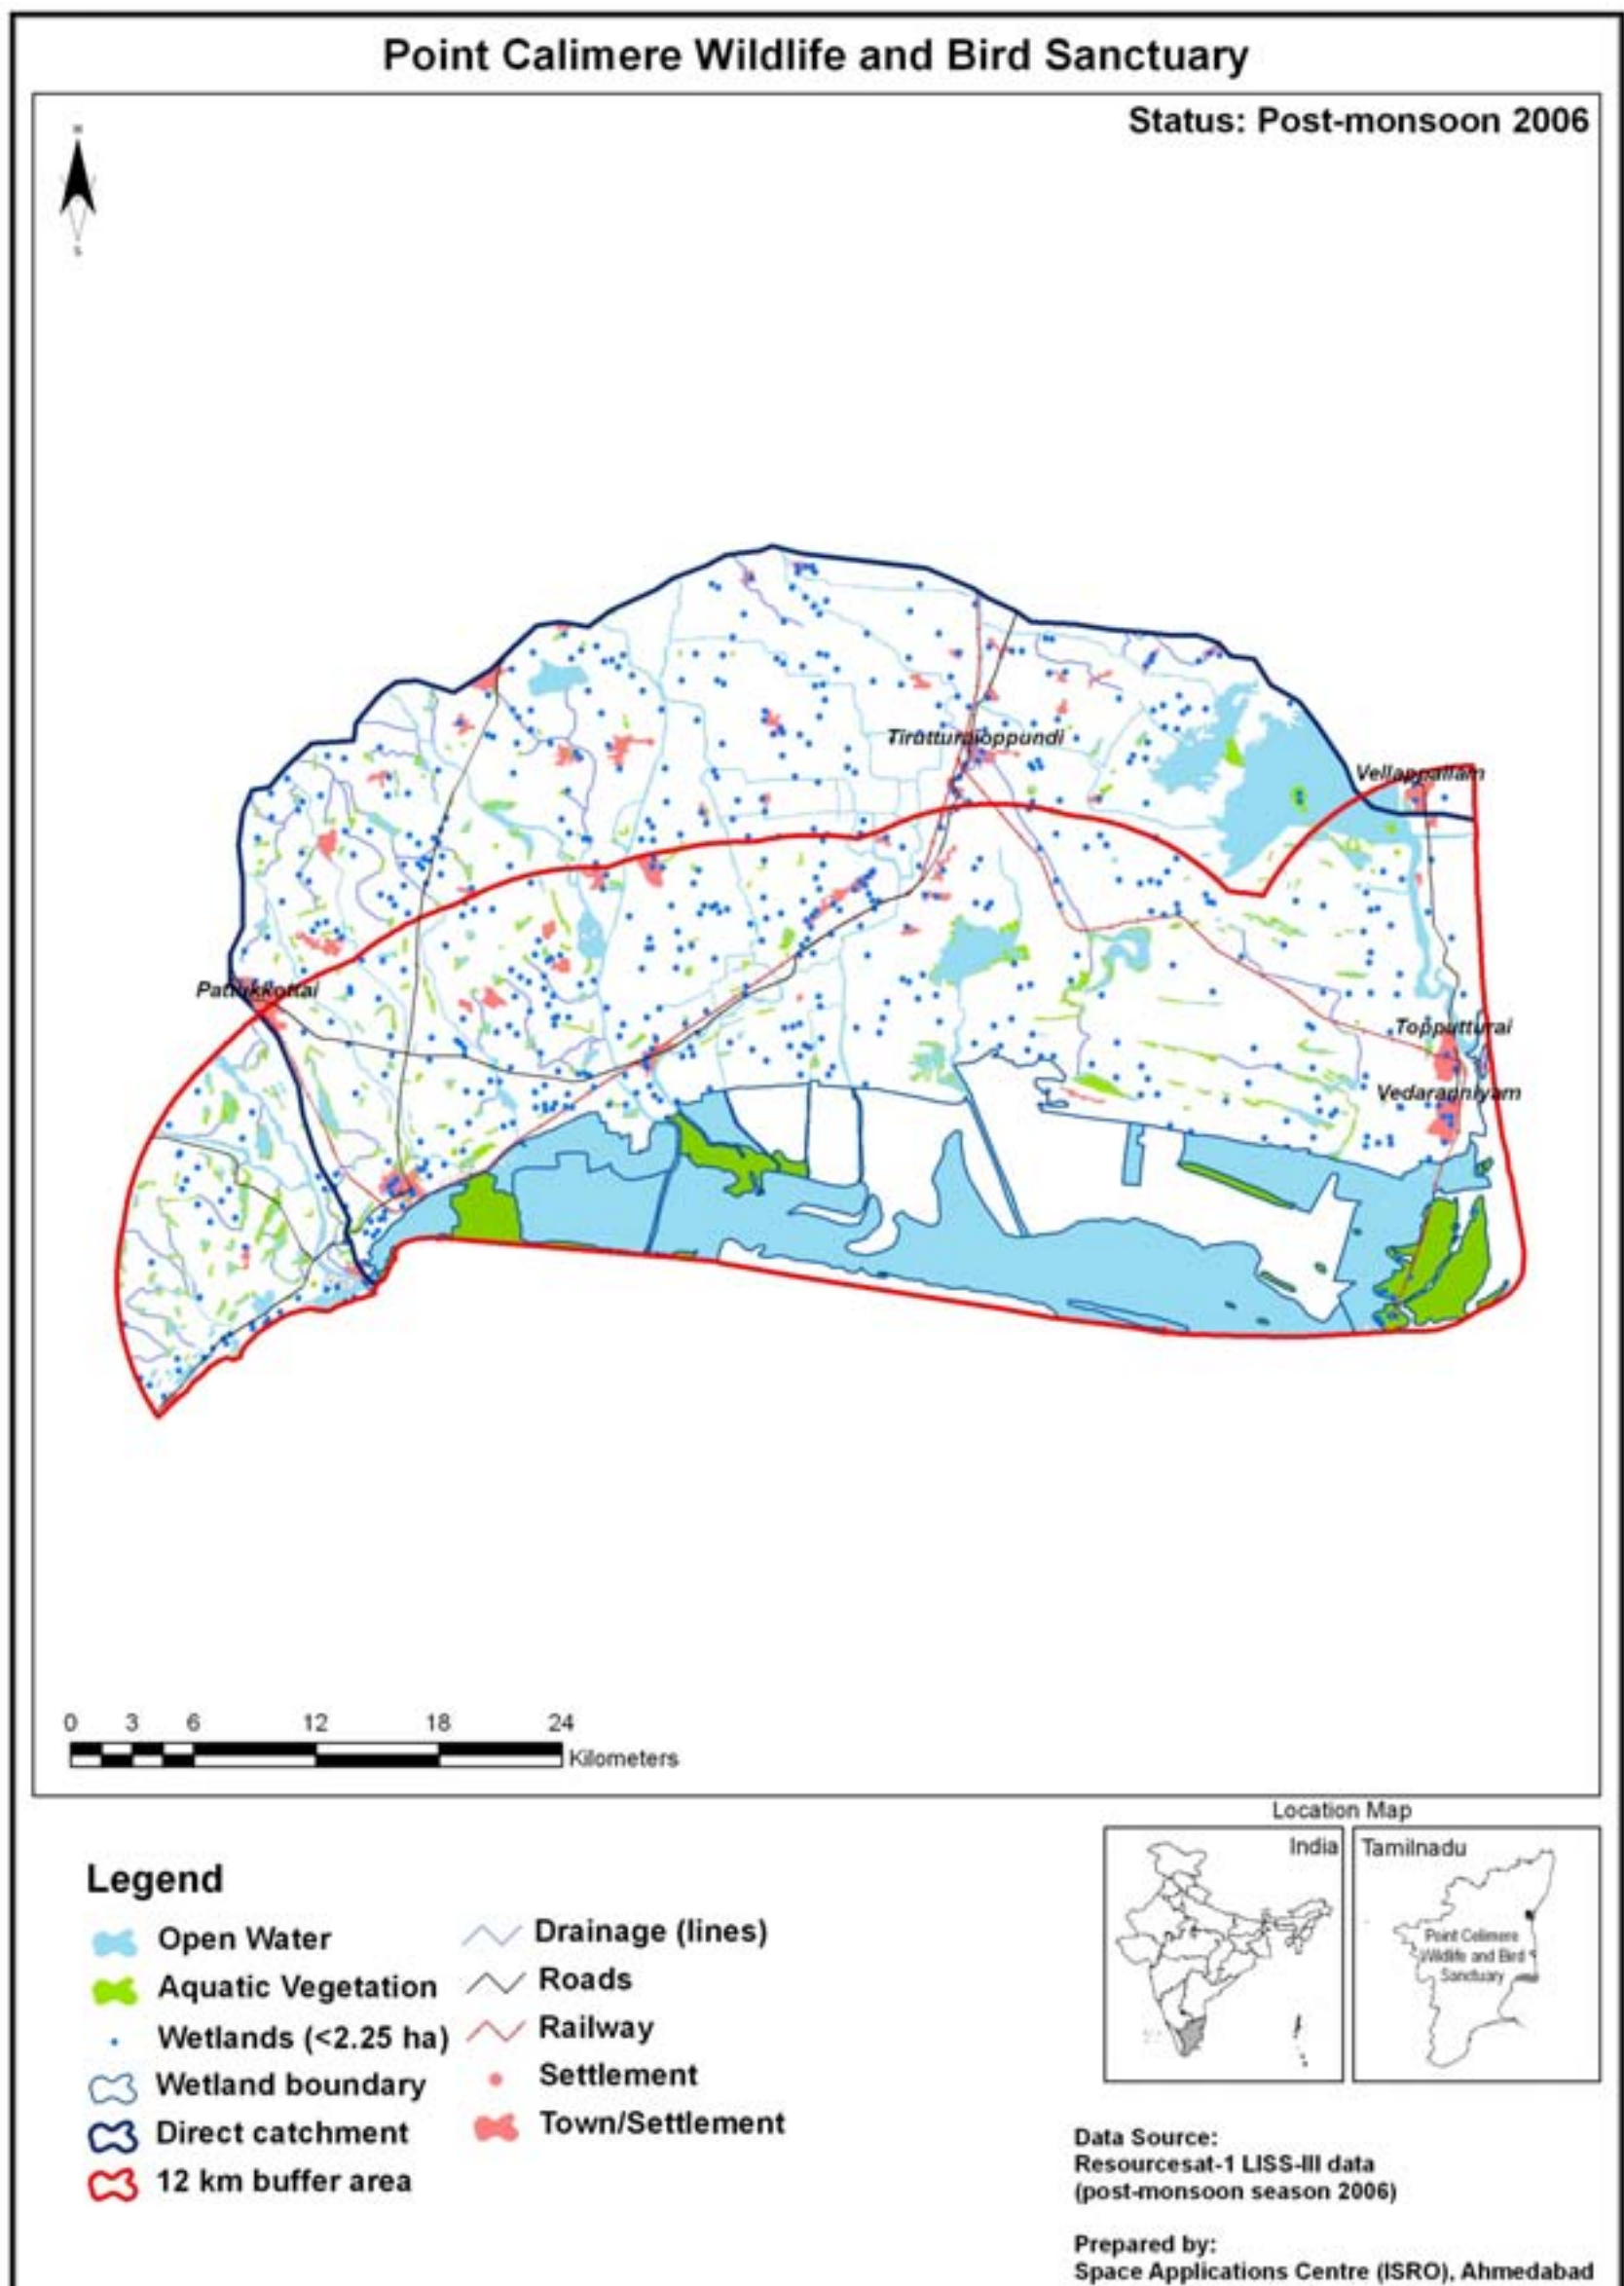 Point Calimere Wildlife and Bird Sanctuary
Status: Post-monsoon 2006
N
S
Tirutturaioppundi
Vellappallam
Pattukkottai
Topputturai
Vedaranniyam
0 3 6 12 18 24
Kilometers
Location Map
India
Tamilnadu
Point Celimere
Wildlife and Bird
Sanctuary
Legend
Open Water
Aquatic Vegetation
Wetlands (<2.25 ha)
Wetland boundary
Direct catchment
12 km buffer area
Drainage (lines)
Roads
Railway
Settlement
Town/Settlement
Data Source:
Resourcesat-1 LISS-III data
(post-monsoon season 2006)
Prepared by:
Space Applications Centre (ISRO), Ahmedabad